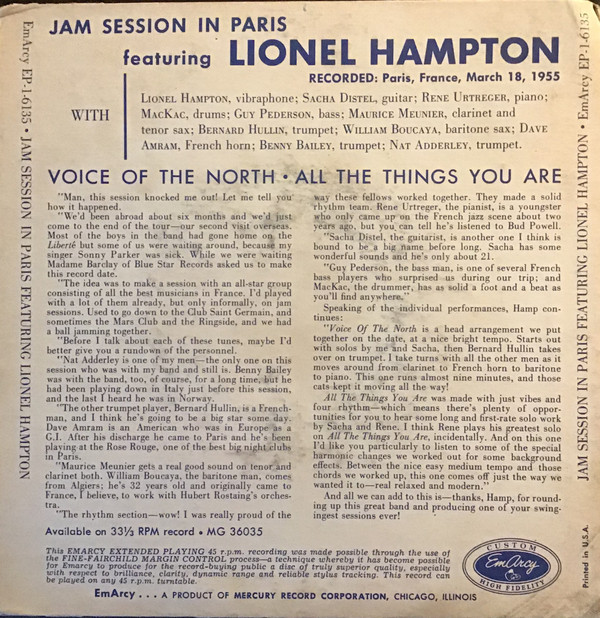 JAM SESSION IN PARIS
featuring LIONEL HAMPTON
RECORDED: Paris, France, March 18, 1955
WITH
Lionel Hampton, vibraphone; Sacha Distel, guitar; Rene Urtreger, piano;
MacKac, drums; Guy Pederson, bass; Maurice Meunier, clarinet and
tenor sax; Bernard Hullin, trumpet; William Boucaya, baritone sax; Dave
Amram, French horn; Benny Bailey, trumpet; Nat Adderley, trumpet.
VOICE OF THE NORTH • ALL THE THINGS YOU ARE
"Man, this session knocked me out! Let me tell you
how it happened.
"We'd been abroad about six months and we'd just
come to the end of the tour—our second visit overseas.
Most of the boys in the band had gone home on the
Liberté but some of us were waiting around, because my
singer Sonny Parker was sick. While we were waiting
Madame Barclay of Blue Star Records asked us to make
this record date.
"The idea was to make a session with an all-star group
consisting of all the best musicians in France. I'd played
with a lot of them already, but only informally, on jam
sessions. Used to go down to the Club Saint Germain, and
sometimes the Mars Club and the Ringside, and we had
a ball jamming together.
"Before I talk about each of these tunes, maybe I'd
better give you a rundown of the personnel.
"Nat Adderley is one of my men—the only one on this
session who was with my band and still is. Benny Bailey
was with the band, too, of course, for a long time, but he
had been playing down in Italy just before this session,
and the last I heard he was in Norway.
"The other trumpet player, Bernard Hullin, is a French-
man, and I think he's going to be a big star some day.
Dave Amram is an American who was in Europe as a
G.I. After his discharge he came to Paris and he's been
playing at the Rose Rouge, one of the best big night clubs
in Paris.
"Maurice Meunier gets a real good sound on tenor and
clarinet both. William Boucaya, the baritone man, comes
from Algiers; he's 32 years old and originally came to
France, I believe, to work with Hubert Rostaing's orches-
tra.
"The rhythm section—wow! I was really proud of the
way these fellows worked together. They made a solid
rhythm team. Rene Urtreger, the pianist, is a youngster
who only came up on the French jazz scene about two
years ago, but you can tell he's listened to Bud Powell.
"Sacha Distel, the guitarist, is another one I think is
bound to be a big name before long. Sacha has some
wonderful sounds and he's only about 21.
"Guy Pederson, the bass man, is one of several French
bass players who surprised us during our trip; and
MacKac, the drummer, has as solid a foot and a beat as
you'll find anywhere."
Speaking of the individual performances, Hamp con-
tinues:
"Voice Of The North is a head arrangement we put
together on the date, at a nice bright tempo. Starts out
with solos by me and Sacha, then Bernard Hullin takes
over on trumpet. I take turns with all the other men as it
moves around from clarinet to French horn to baritone
to piano. This one runs almost nine minutes, and those
cats kept it moving all the way!
All The Things You Are was made with just vibes and
four rhythm—which means there's plenty of oppor-
tunities for you to hear some long and first-rate solo work
by Sacha and Rene. I think Rene plays his greatest solo
on All The Things You Are, incidentally. And on this one
I'd like you particularly to listen to some of the special
harmonic changes we worked out for some background
effects. Between the nice easy medium tempo and those
chords we worked up, this one comes off just the way we
wanted it to—real relaxed and modern."
And all we can add to this is—thanks, Hamp, for round-
ing up this great band and producing one of your swing-
ingest sessions ever!
Available on 33⅓ RPM record • MG 36035
This EMARCY EXTENDED PLAYING 45 r.p.m. recording was made possible through the use of
the FINE-FAIRCHILD MARGIN CONTROL process—a technique whereby it has become possible
for Emarcy to produce for the record-buying public a disc of truly superior quality, especially
with respect to brilliance, clarity, dynamic range and reliable stylus tracking. This record can
be played on any 45 r.p.m. turntable.
EmArcy . . . A PRODUCT OF MERCURY RECORD CORPORATION, CHICAGO, ILLINOIS
CUSTOM
EmArcy
HIGH FIDELITY
Printed in U.S.A.
EmArcy EP-1-6135 • JAM SESSION IN PARIS FEATURING LIONEL HAMPTON
JAM SESSION IN PARIS FEATURING LIONEL HAMPTON • EmArcy EP-1-6135